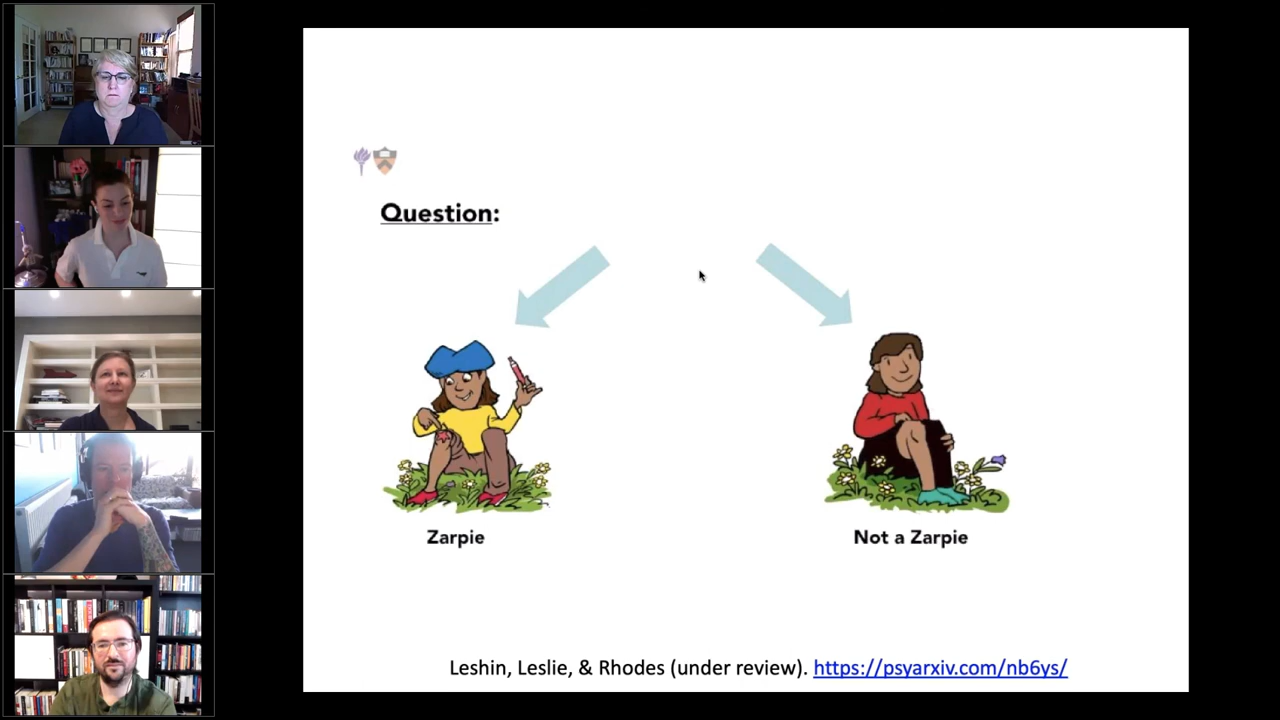 Question:
Zarpie
Not a Zarpie
Leshin, Leslie, & Rhodes (under review). https://psyarxiv.com/nb6ys/